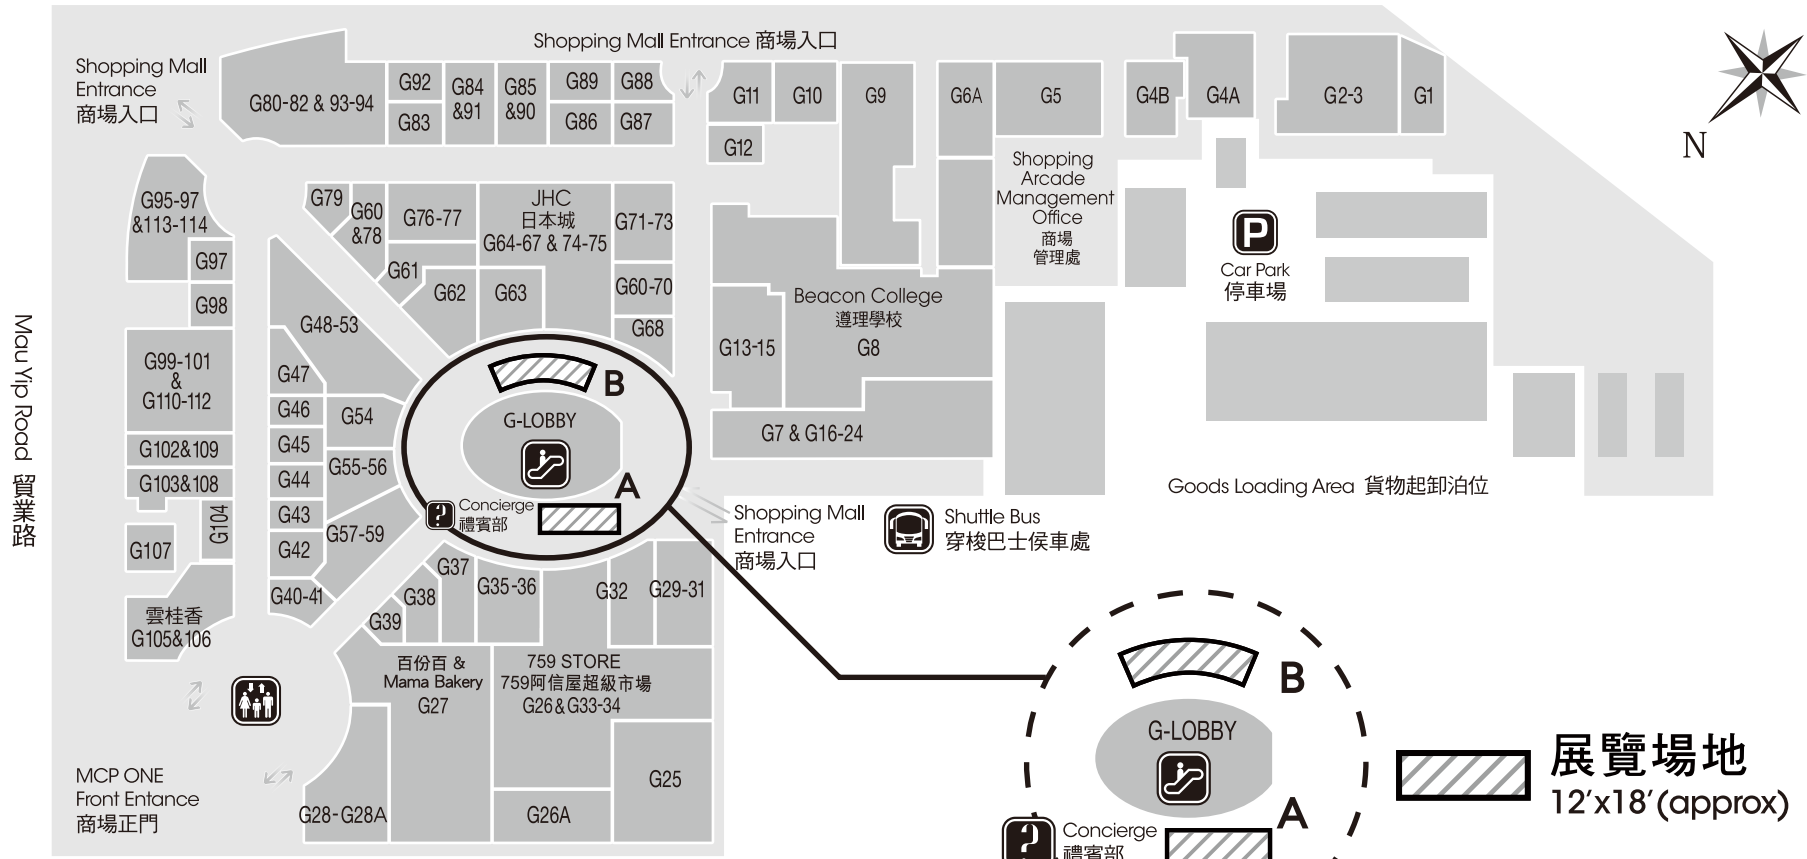 Shopping Mall Entrance 商場入口
Shopping Mall
Entrance
商場入口
G80-82 & 93-94
G92
G83
G84
&91
G85
&90
G89
G86
G88
G87
G11
G10
G12
G9
G6A
G5
G4B
G4A
G2-3
G1
N
Shopping
Arcade
Management
Office
商場
管理處
P
Car Park
停車場
G95-97
&113-114
G97
G98
G79
G60
&78
G76-77
G61
G62
G63
JHC
日本城
G64-67 & 74-75
G71-73
G60-70
G68
Beacon College
遵理學校
G8
G13-15
G7 & G16-24
Mau Yip Road 貿業路
G99-101
&
G110-112
G102&109
G103&108
G104
G107
雲桂香
G105&106
G48-53
G47
G46
G45
G44
G43
G42
G40-41
G54
G55-56
G57-59
B
G-LOBBY
A
?
Concierge
禮賓部
Shopping Mall
Entrance
商場入口
Shuttle Bus
穿梭巴士侯車處
Goods Loading Area 貨物起卸泊位
G39
G38
G37
G35-36
G32
G29-31
百份百 &
Mama Bakery
G27
759 STORE
759阿信屋超級市場
G26&G33-34
G25
G26A
G28-G28A
MCP ONE
Front Entance
商場正門
B
G-LOBBY
A
?
Concierge
禮賓部
展覽場地
12'x18'(approx)